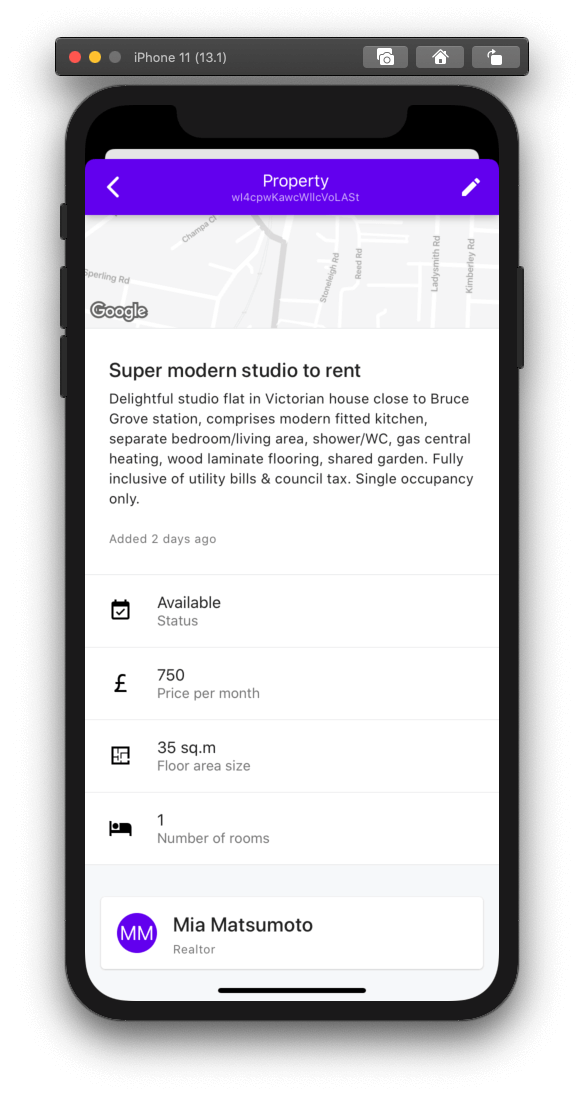 iPhone 11 (13.1)
Property
Champa Cl
Sperling Rd
Stoneleigh Rd
Reed Rd
Ladysmith Rd
Kimberley Rd
Google
Super modern studio to rent
Delightful studio flat in Victorian house close to Bruce
Grove station, comprises modern fitted kitchen,
separate bedroom/living area, shower/WC, gas central
heating, wood laminate flooring, shared garden. Fully
inclusive of utility bills & council tax. Single occupancy
only.
Added 2 days ago
Available
Status
£
750
Price per month
35 sq.m
Floor area size
1
Number of rooms
MM
Mia Matsumoto
Realtor